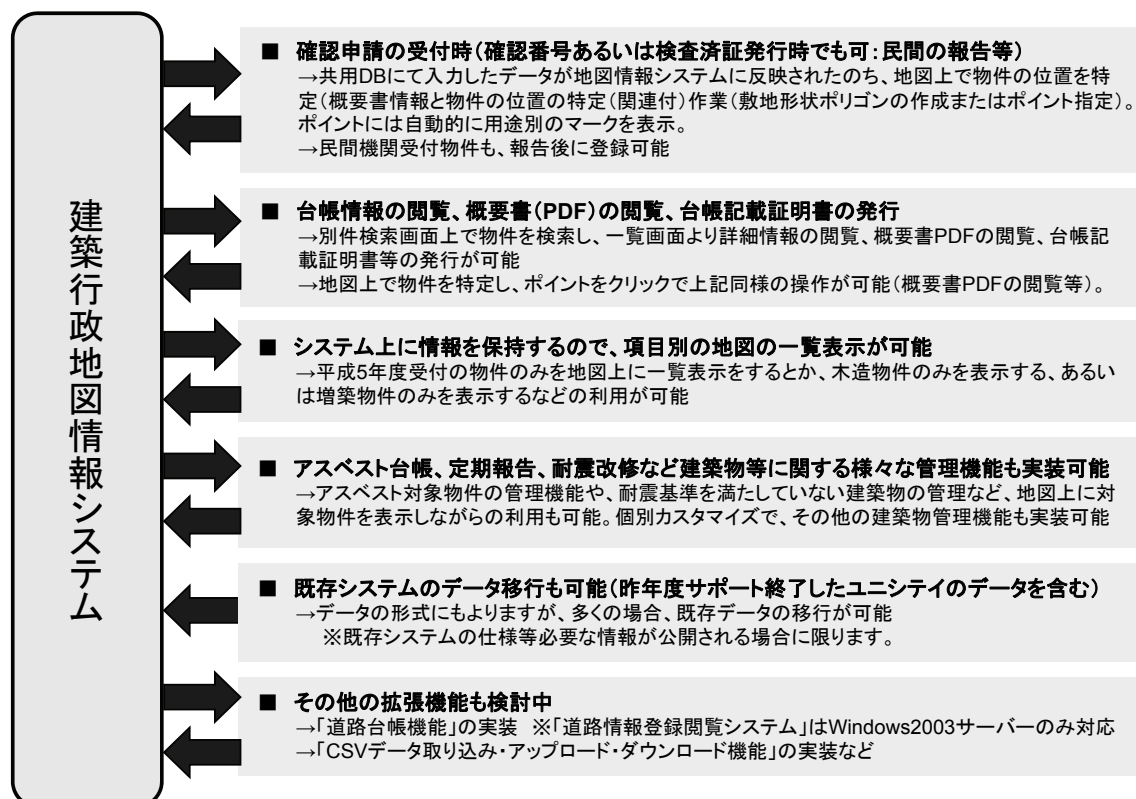 建築行政地図情報システム
■ 確認申請の受付時（確認番号あるいは検査済証発行時でも可：民間の報告等）
→共用DBにて入力したデータが地図情報システムに反映されたのち、地図上で物件の位置を特
定（概要書情報と物件の位置の特定（関連付）作業（敷地形状ポリゴンの作成またはポイント指定）。
ポイントには自動的に用途別のマークを表示。
→民間機関受付物件も、報告後に登録可能
■ 台帳情報の閲覧、概要書（PDF）の閲覧、台帳記載証明書の発行
→別件検索画面上で物件を検索し、一覧画面より詳細情報の閲覧、概要書PDFの閲覧、台帳記
載証明書等の発行が可能
→地図上で物件を特定し、ポイントをクリックで上記同様の操作が可能（概要書PDFの閲覧等）。
■ システム上に情報を保持するので、項目別の地図の一覧表示が可能
→平成5年度受付の物件のみを地図上に一覧表示をするとか、木造物件のみを表示する、あるい
は増築物件のみを表示するなどの利用が可能
■ アスベスト台帳、定期報告、耐震改修など建築物等に関する様々な管理機能も実装可能
→アスベスト対象物件の管理機能や、耐震基準を満たしていない建築物の管理など、地図上に対
象物件を表示しながらの利用も可能。個別カスタマイズで、その他の建築物管理機能も実装可能
■ 既存システムのデータ移行も可能（昨年度サポート終了したユニシテイのデータを含む）
→データの形式にもよりますが、多くの場合、既存データの移行が可能
※既存システムの仕様等必要な情報が公開される場合に限ります。
■ その他の拡張機能も検討中
→「道路台帳機能」の実装 ※「道路情報登録閲覧システム」はWindows2003サーバーのみ対応
→「CSVデータ取り込み・アップロード・ダウンロード機能」の実装など